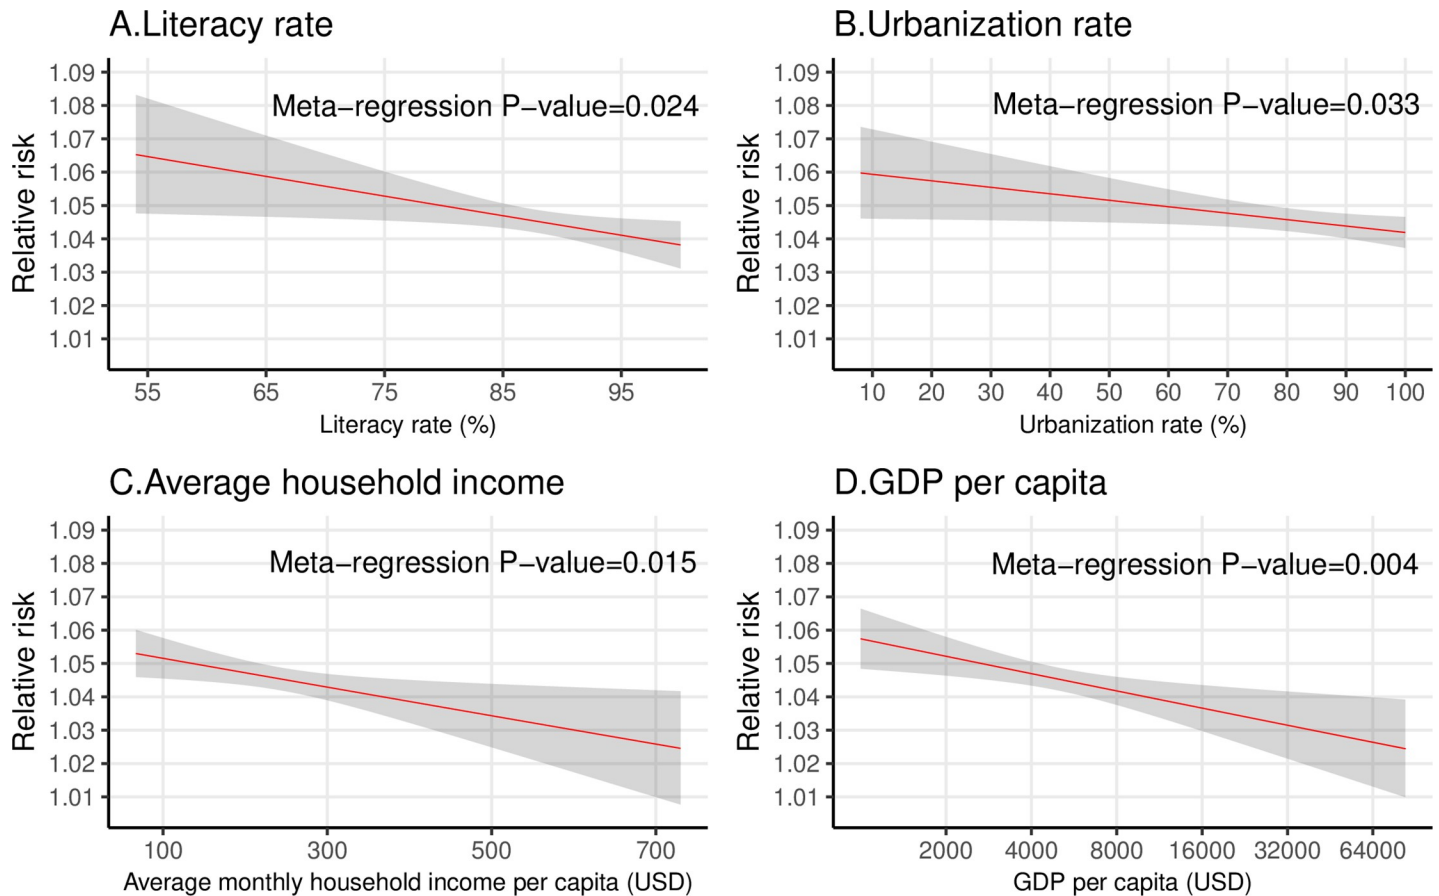 A.Literacy rate
Meta−regression P−value=0.024
Relative risk
1.09
1.08
1.07
1.06
1.05
1.04
1.03
1.02
1.01
55 65 75 85 95
Literacy rate (%)
B.Urbanization rate
Meta−regression P−value=0.033
Relative risk
1.09
1.08
1.07
1.06
1.05
1.04
1.03
1.02
1.01
10 20 30 40 50 60 70 80 90 100
Urbanization rate (%)
C.Average household income
Meta−regression P−value=0.015
Relative risk
1.09
1.08
1.07
1.06
1.05
1.04
1.03
1.02
1.01
100 300 500 700
Average monthly household income per capita (USD)
D.GDP per capita
Meta−regression P−value=0.004
Relative risk
1.09
1.08
1.07
1.06
1.05
1.04
1.03
1.02
1.01
2000 4000 8000 16000 32000 64000
GDP per capita (USD)